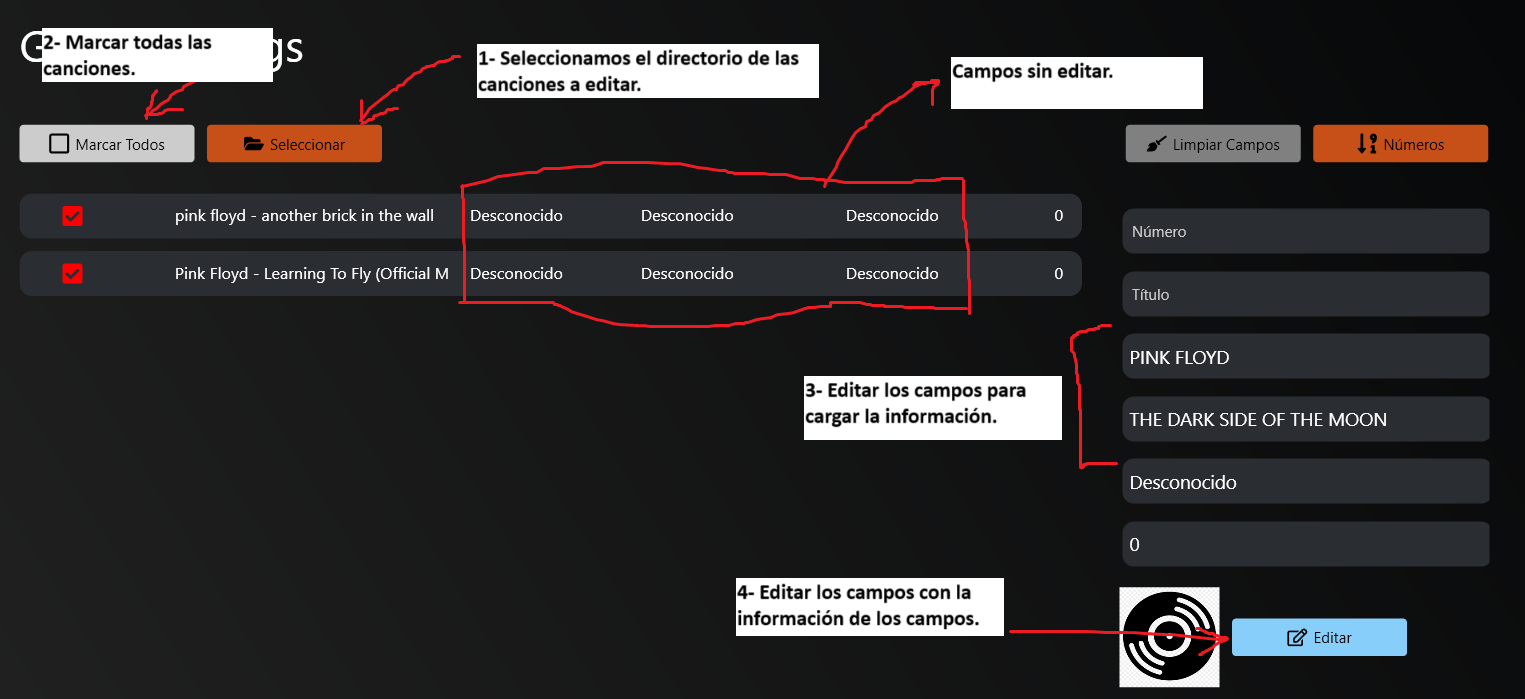 2- Marcar todas las
canciones.
1- Seleccionamos el directorio de las
canciones a editar.
Campos sin editar.
Marcar Todos
Seleccionar
Limpiar Campos
Números
pink floyd - another brick in the wall Desconocido Desconocido Desconocido 0
Pink Floyd - Learning To Fly (Official M Desconocido Desconocido Desconocido 0
Número
Título
PINK FLOYD
3- Editar los campos para
cargar la información.
THE DARK SIDE OF THE MOON
Desconocido
0
4- Editar los campos con la
información de los campos.
Editar